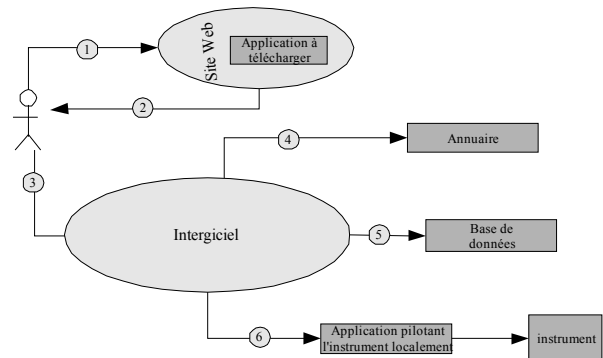 1
Site Web
Application à
télécharger
2
4
Annuaire
3
Intergiciel
5
Base de
données
6
Application pilotant
l'instrument localement
instrument